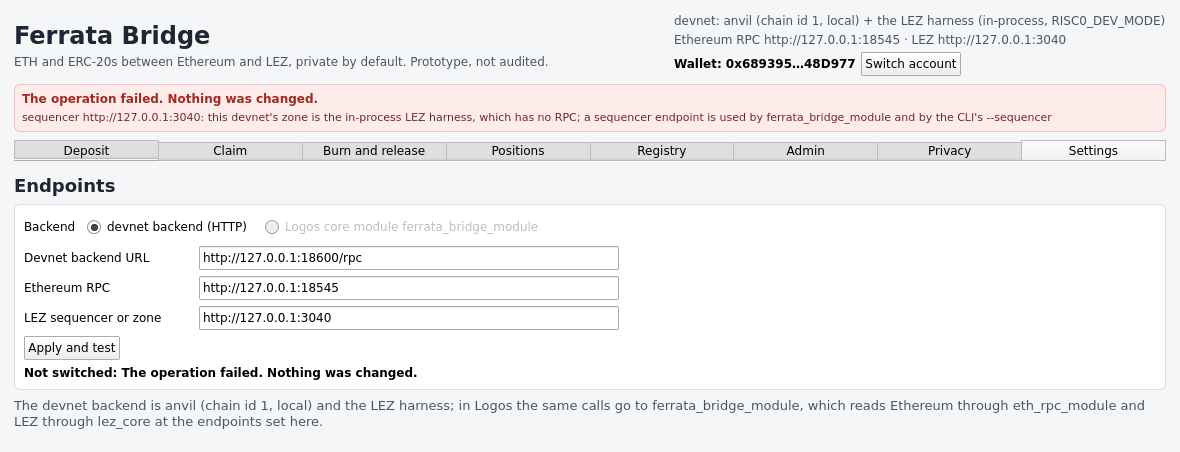 Ferrata Bridge
ETH and ERC-20s between Ethereum and LEZ, private by default. Prototype, not audited.
devnet: anvil (chain id 1, local) + the LEZ harness (in-process, RISC0_DEV_MODE)
Ethereum RPC http://127.0.0.1:18545 · LEZ http://127.0.0.1:3040
Wallet: 0x689395…48D977 Switch account
The operation failed. Nothing was changed.
sequencer http://127.0.0.1:3040: this devnet's zone is the in-process LEZ harness, which has no RPC; a sequencer endpoint is used by ferrata_bridge_module and by the CLI's --sequencer
Deposit Claim Burn and release Positions Registry Admin Privacy Settings
Endpoints
Backend devnet backend (HTTP) Logos core module ferrata_bridge_module
Devnet backend URL http://127.0.0.1:18600/rpc
Ethereum RPC http://127.0.0.1:18545
LEZ sequencer or zone http://127.0.0.1:3040
Apply and test
Not switched: The operation failed. Nothing was changed.
The devnet backend is anvil (chain id 1, local) and the LEZ harness; in Logos the same calls go to ferrata_bridge_module, which reads Ethereum through eth_rpc_module and
LEZ through lez_core at the endpoints set here.